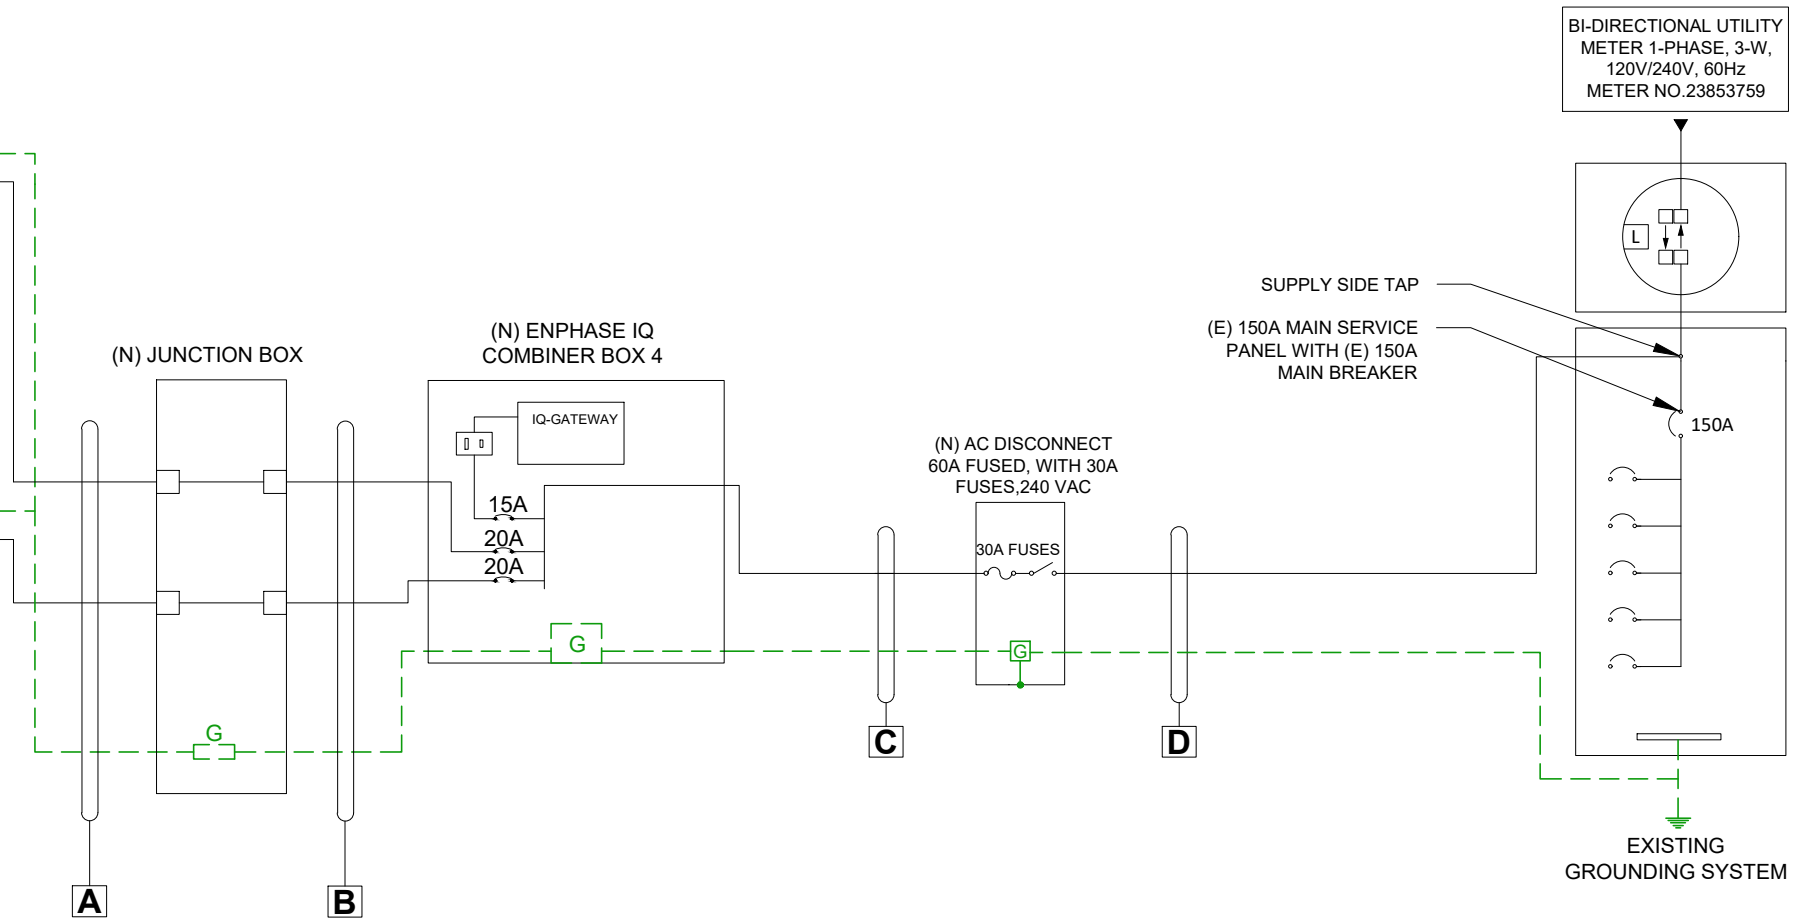 BI-DIRECTIONAL UTILITY
METER 1-PHASE, 3-W,
120V/240V, 60Hz
METER NO.23853759
L
SUPPLY SIDE TAP
(E) 150A MAIN SERVICE
PANEL WITH (E) 150A
MAIN BREAKER
150A
(N) JUNCTION BOX
(N) ENPHASE IQ
COMBINER BOX 4
IQ-GATEWAY
15A
20A
20A
(N) AC DISCONNECT
60A FUSED, WITH 30A
FUSES,240 VAC
30A FUSES
G
G
G
A
B
C
D
EXISTING
GROUNDING SYSTEM